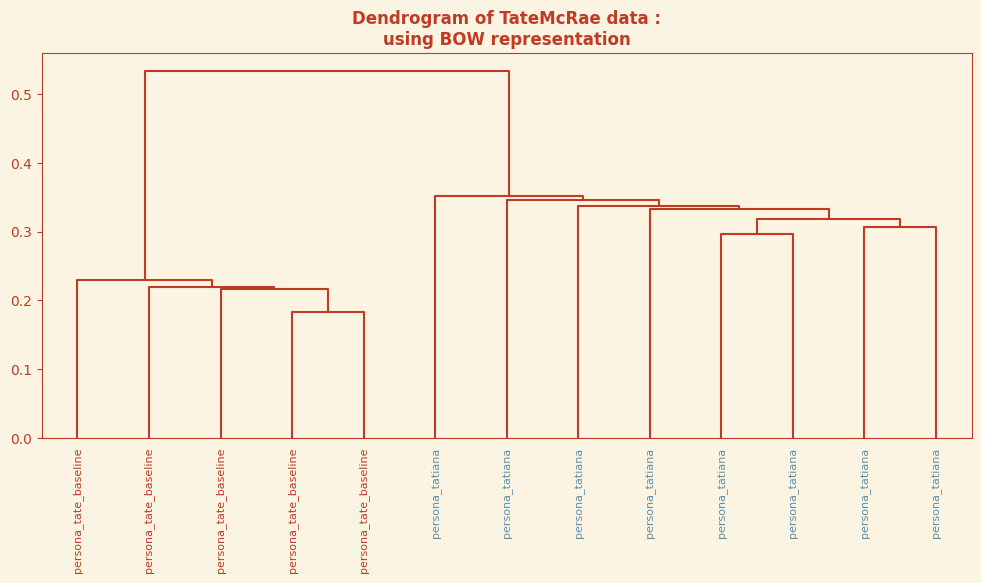 Dendrogram of TateMcRae data :
using BOW representation
0.5
0.4
0.3
0.2
0.1
0.0
persona_tate_baseline
persona_tate_baseline
persona_tate_baseline
persona_tate_baseline
persona_tate_baseline
persona_tatiana
persona_tatiana
persona_tatiana
persona_tatiana
persona_tatiana
persona_tatiana
persona_tatiana
persona_tatiana